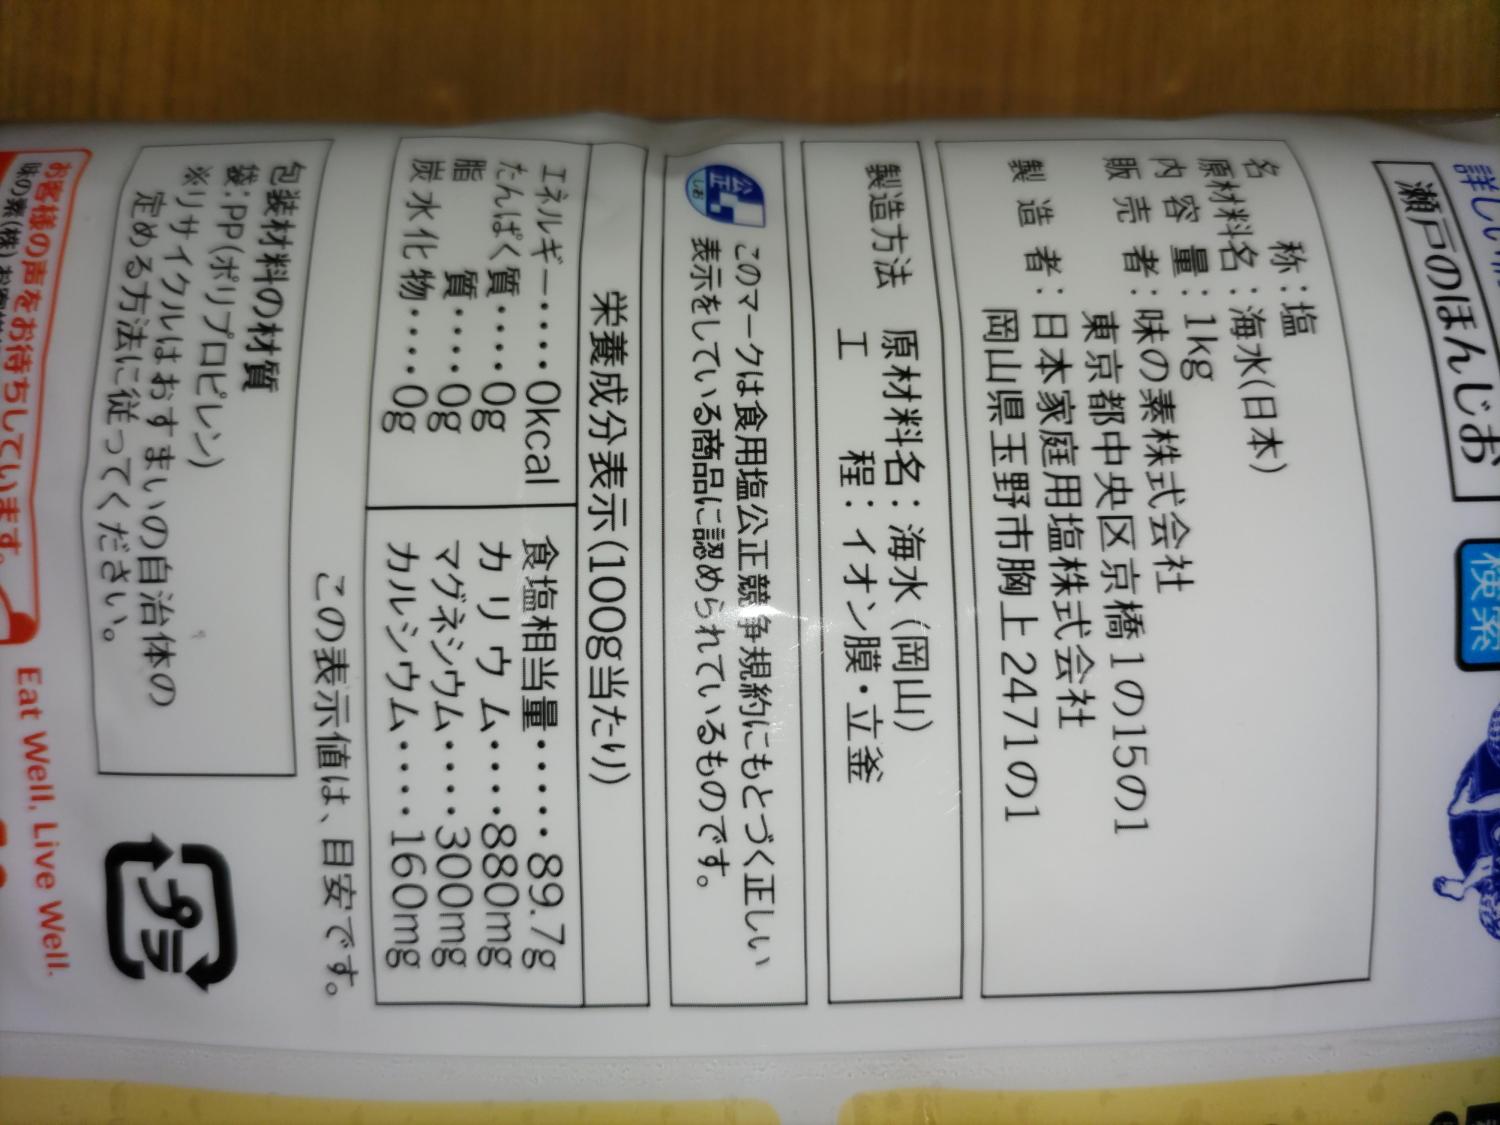 瀬戸のほんじお
検索
名称：塩
原材料名：海水(日本)
内容量：1kg
販売者：味の素株式会社
東京都中央区京橋1の15の1
製造者：日本家庭用塩株式会社
岡山県玉野市胸上2471の1
製造方法 原材料名：海水(岡山)
工程：イオン膜・立釜
公正
しお
このマークは食用塩公正競争規約にもとづく正しい
表示をしている商品に認められているものです。
栄養成分表示(100g当たり)
エネルギー・・・・0kcal
たんぱく質・・・・0g
脂質・・・・0g
炭水化物・・・・0g
食塩相当量・・・・・89.7g
カリウム・・・・880mg
マグネシウム・・・・300mg
カルシウム・・・・160mg
この表示値は、目安です。
包装材料の材質
袋：PP(ポリプロピレン)
※リサイクルはおすまいの自治体の
定める方法に従ってください。
プラ
お客様の声をお待ちしています。
味の素(株)
Eat Well, Live Well.